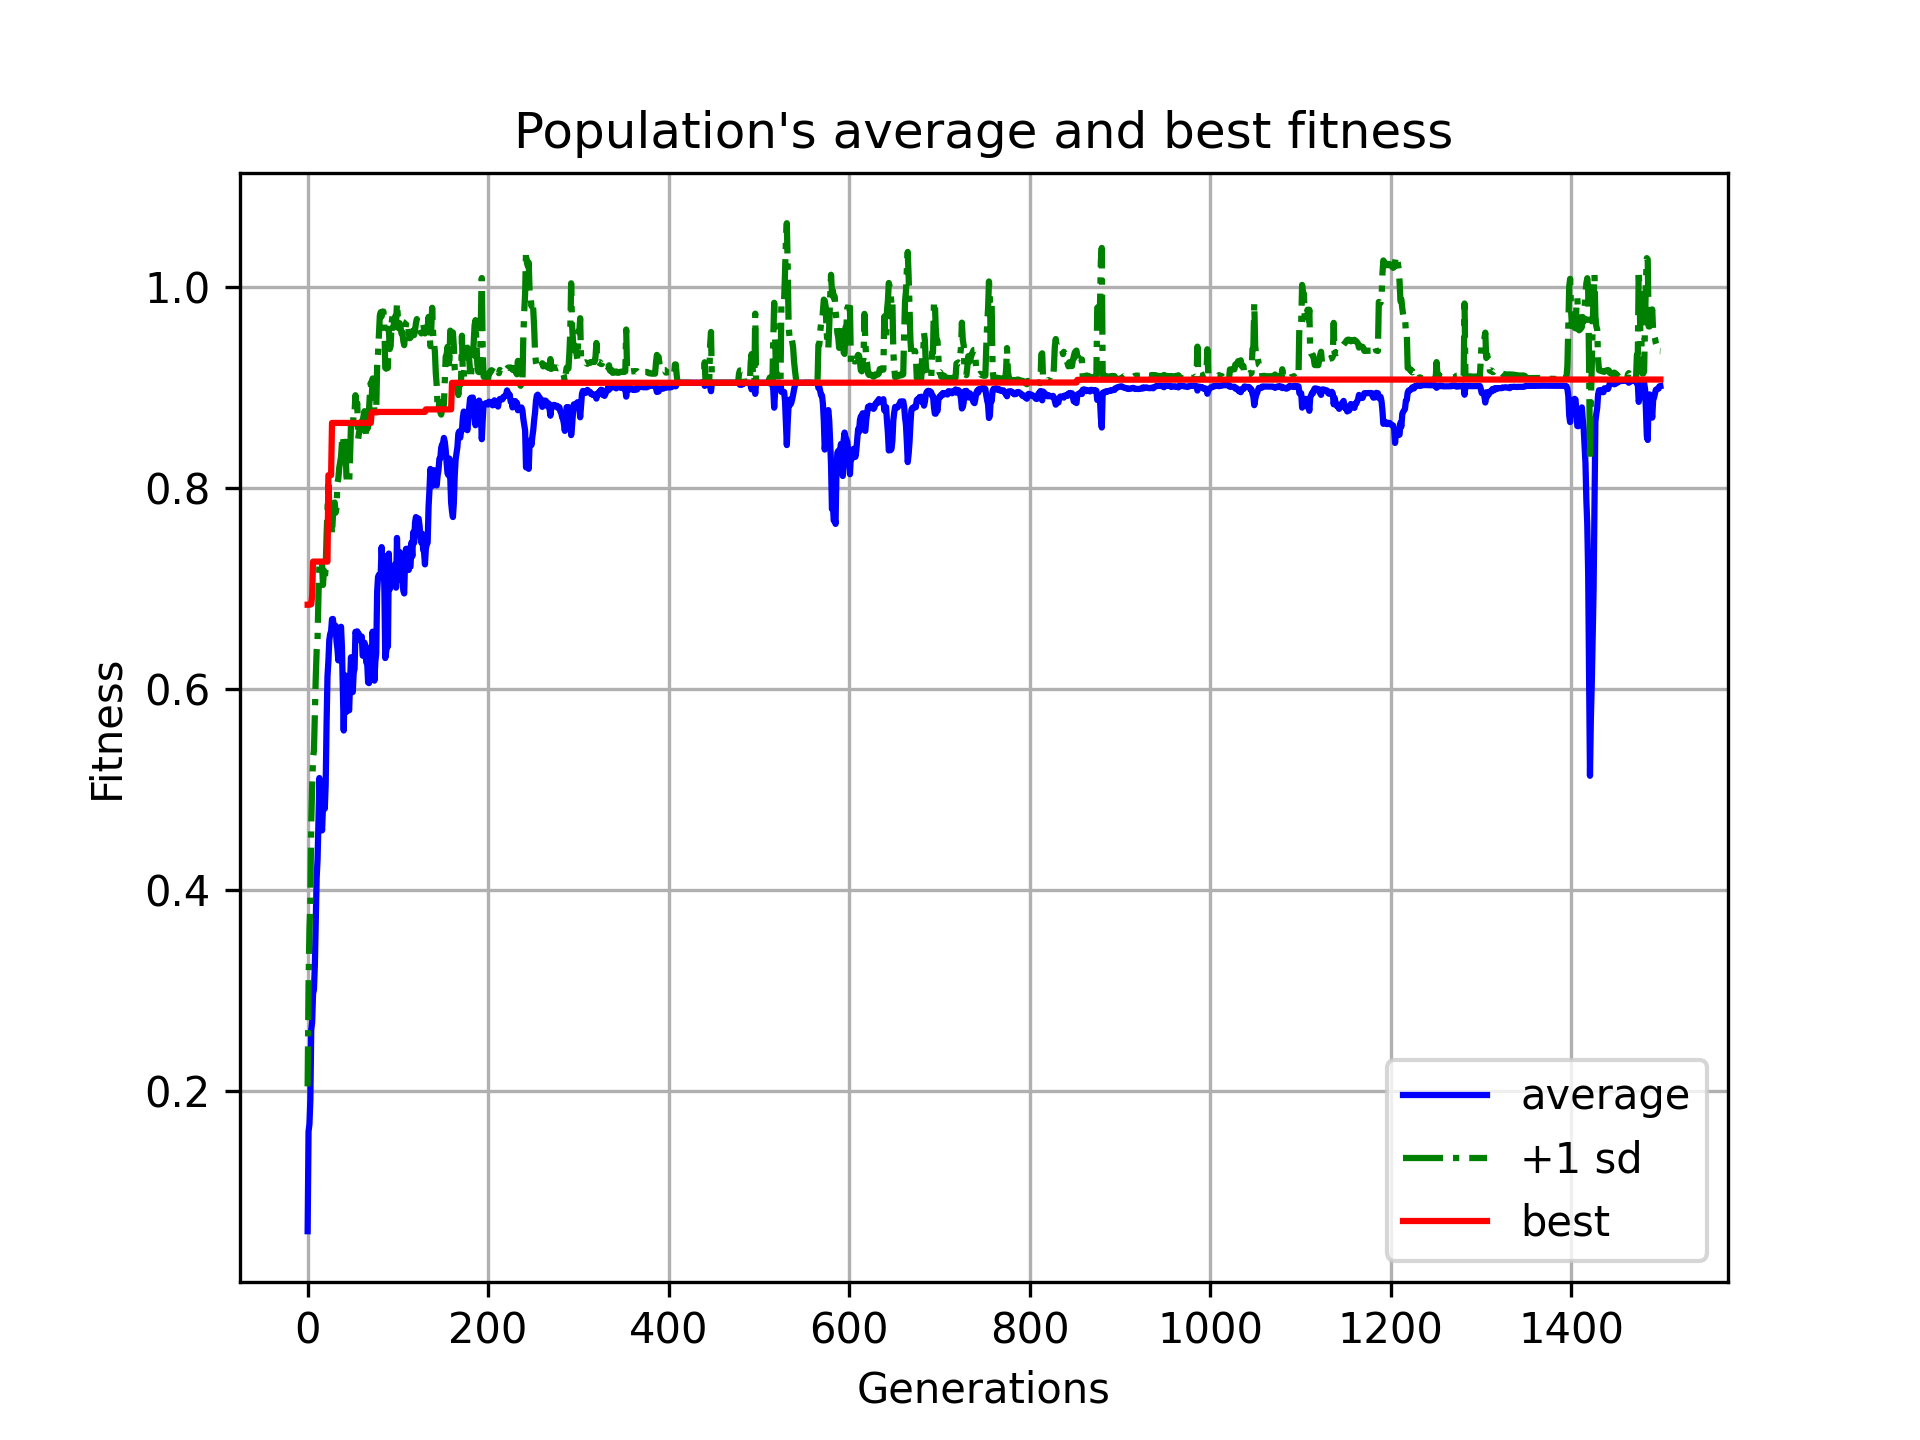 Population's average and best fitness
Fitness
1.0
0.8
0.6
0.4
0.2
0 200 400 600 800 1000 1200 1400
Generations
average
+1 sd
best